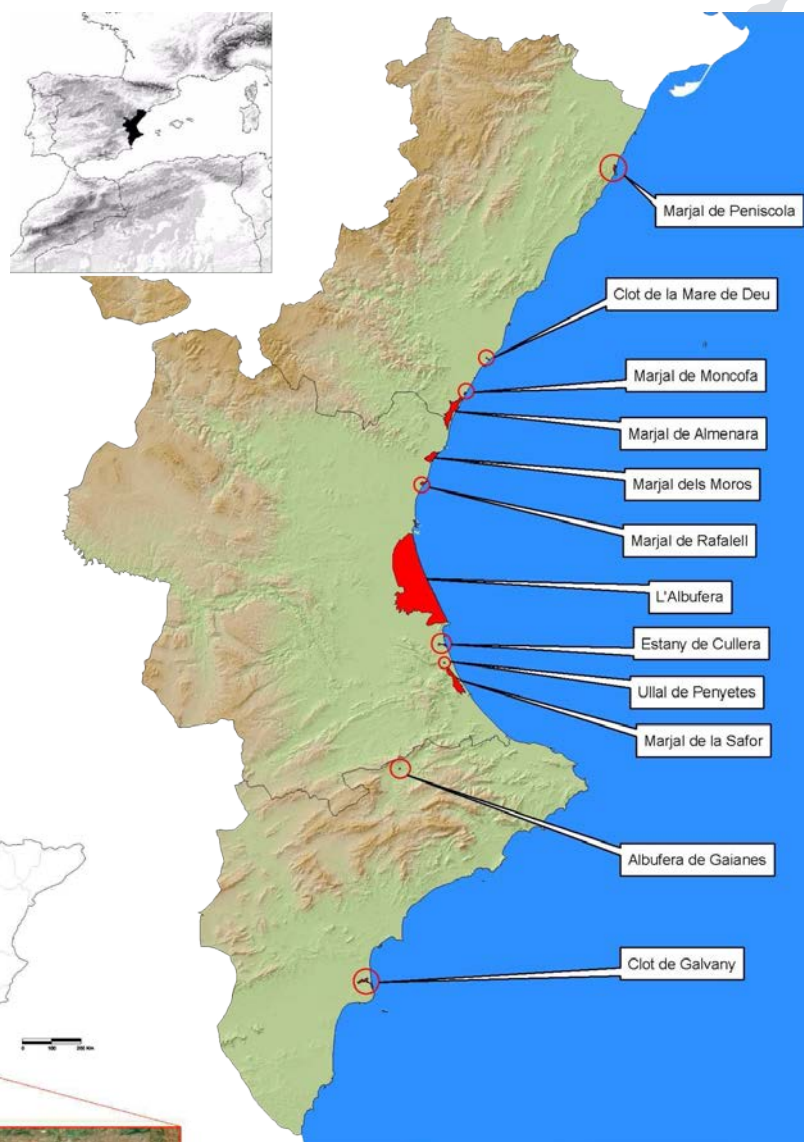 Marjal de Peniscola
Clot de la Mare de Deu
Marjal de Moncofa
Marjal de Almenara
Marjal dels Moros
Marjal de Rafalell
L'Albufera
Estany de Cullera
Ullal de Penyetes
Marjal de la Safor
Albufera de Gaianes
Clot de Galvany